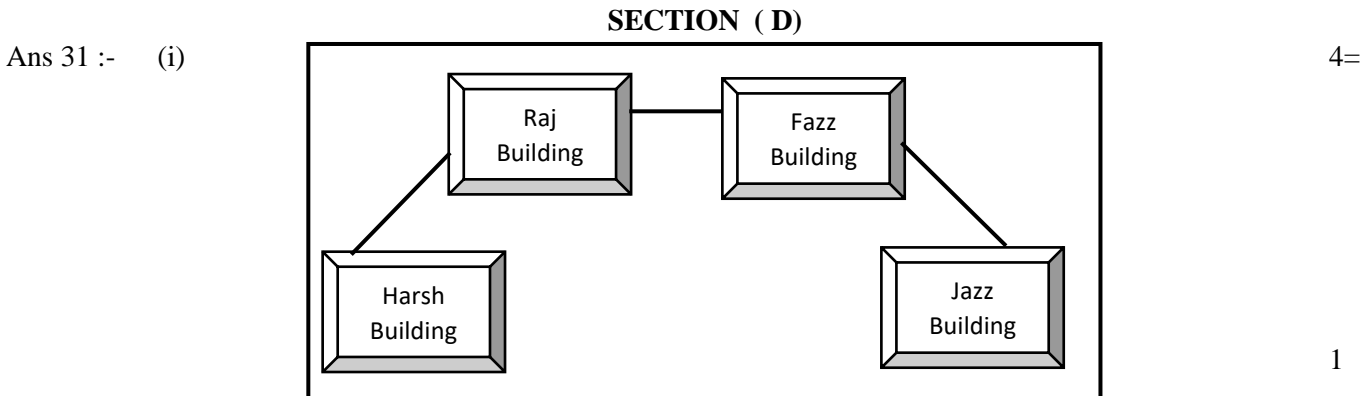 SECTION ( D)
Ans 31 :- (i) 4=
Raj
Building
Fazz
Building
Harsh
Building
Jazz
Building
1